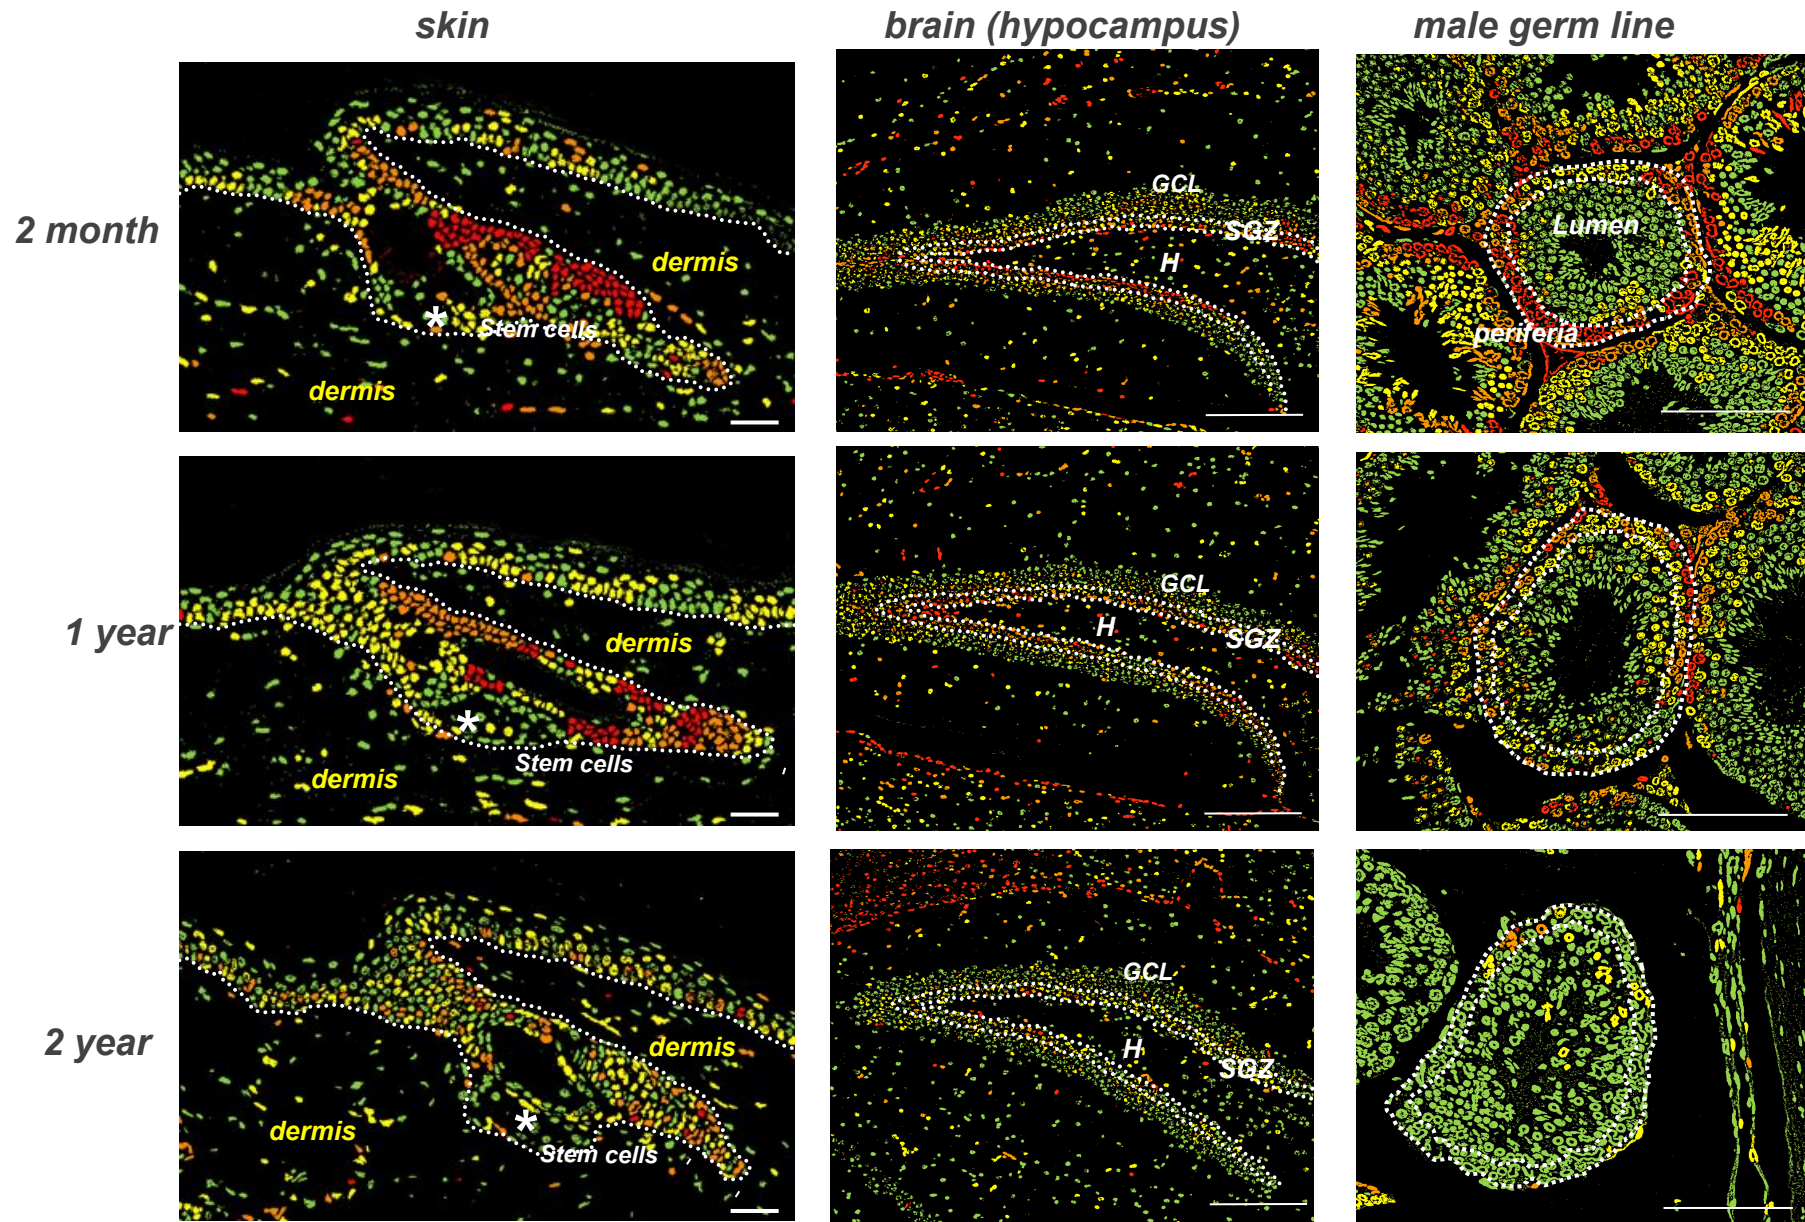 skin
brain (hypocampus)
male germ line
2 month
dermis
Stem cells
dermis
GCL
SGZ
H
Lumen
periferia
1 year
dermis
Stem cells
dermis
GCL
H
SGZ
2 year
dermis
dermis
Stem cells
GCL
H
SGZ